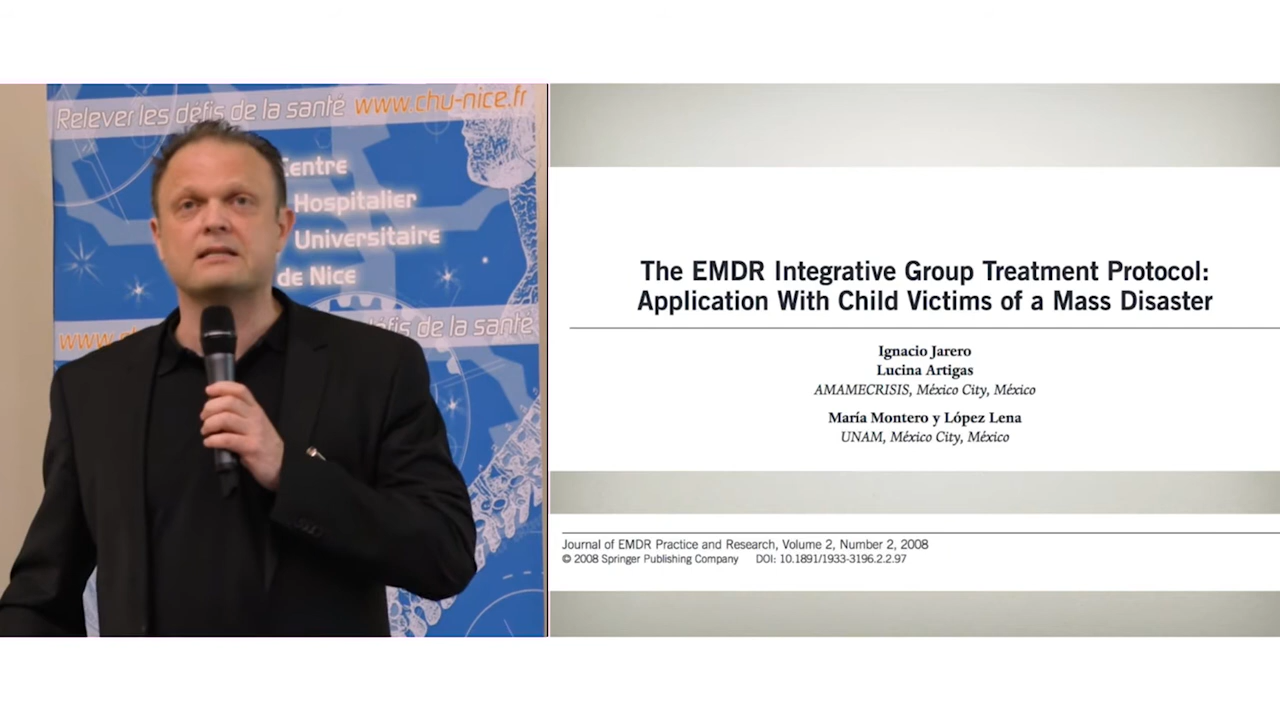 Relever les défis de la santé www.chu-nice.fr
Centre
Hospitalier
Universitaire
de Nice
défis de la santé
The EMDR Integrative Group Treatment Protocol:
Application With Child Victims of a Mass Disaster
Ignacio Jarero
Lucina Artigas
AMAMECRISIS, México City, México
María Montero y López Lena
UNAM, México City, México
Journal of EMDR Practice and Research, Volume 2, Number 2, 2008
© 2008 Springer Publishing Company DOI: 10.1891/1933-3196.2.2.97